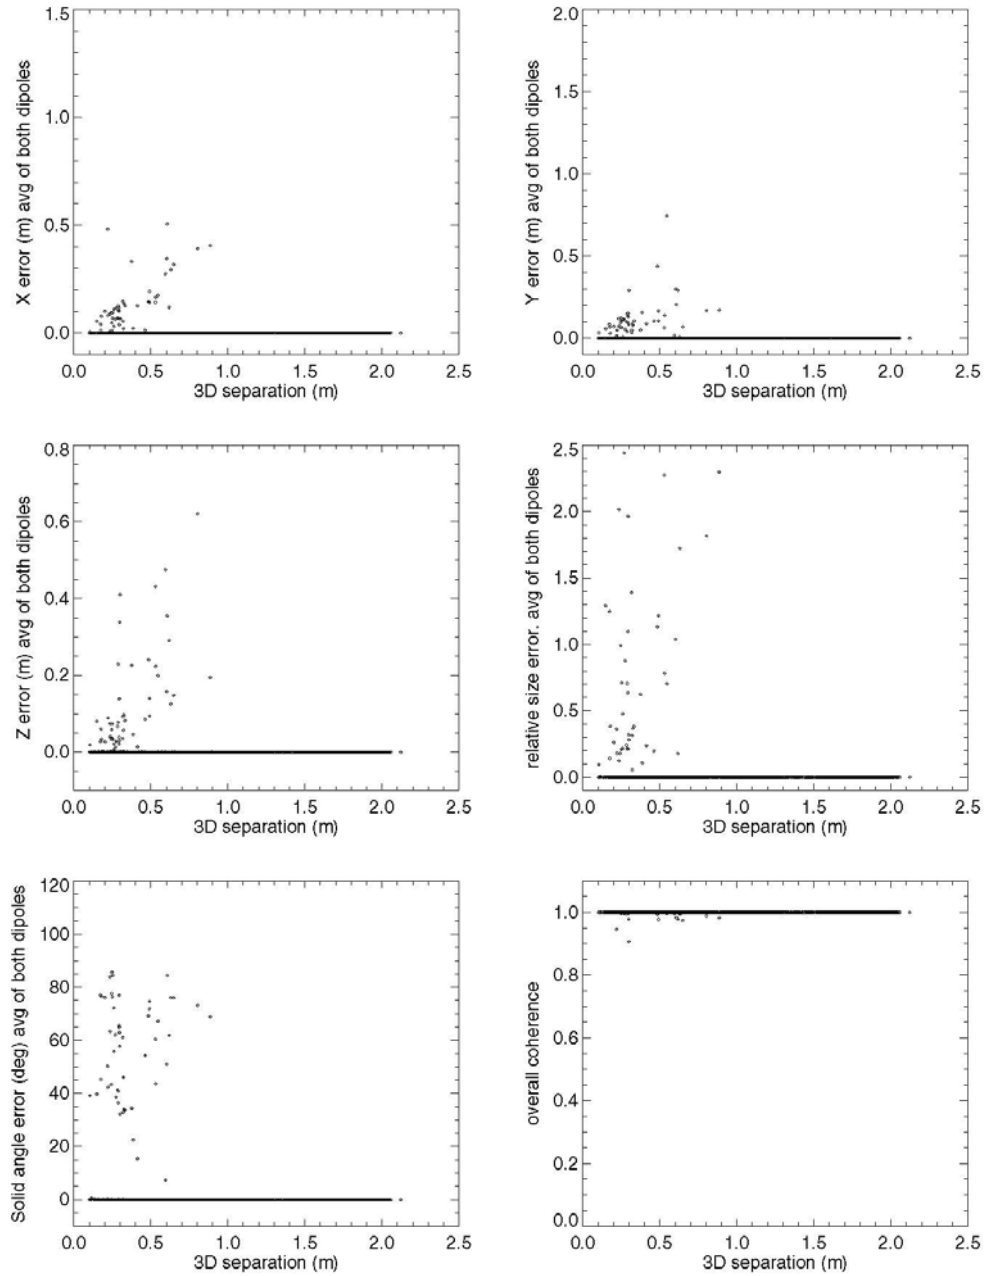 1.5
1.0
0.5
0.0
X error (m) avg of both dipoles
0.0 0.5 1.0 1.5 2.0 2.5
3D separation (m)
2.0
1.5
1.0
0.5
0.0
Y error (m) avg of both dipoles
0.0 0.5 1.0 1.5 2.0 2.5
3D separation (m)
0.8
0.6
0.4
0.2
0.0
Z error (m) avg of both dipoles
0.0 0.5 1.0 1.5 2.0 2.5
3D separation (m)
2.5
2.0
1.5
1.0
0.5
0.0
relative size error. avg of both dipoles
0.0 0.5 1.0 1.5 2.0 2.5
3D separation (m)
120
100
80
60
40
20
0
Solid angle error (deg) avg of both dipoles
0.0 0.5 1.0 1.5 2.0 2.5
3D separation (m)
1.0
0.8
0.6
0.4
0.2
0.0
overall coherence
0.0 0.5 1.0 1.5 2.0 2.5
3D separation (m)